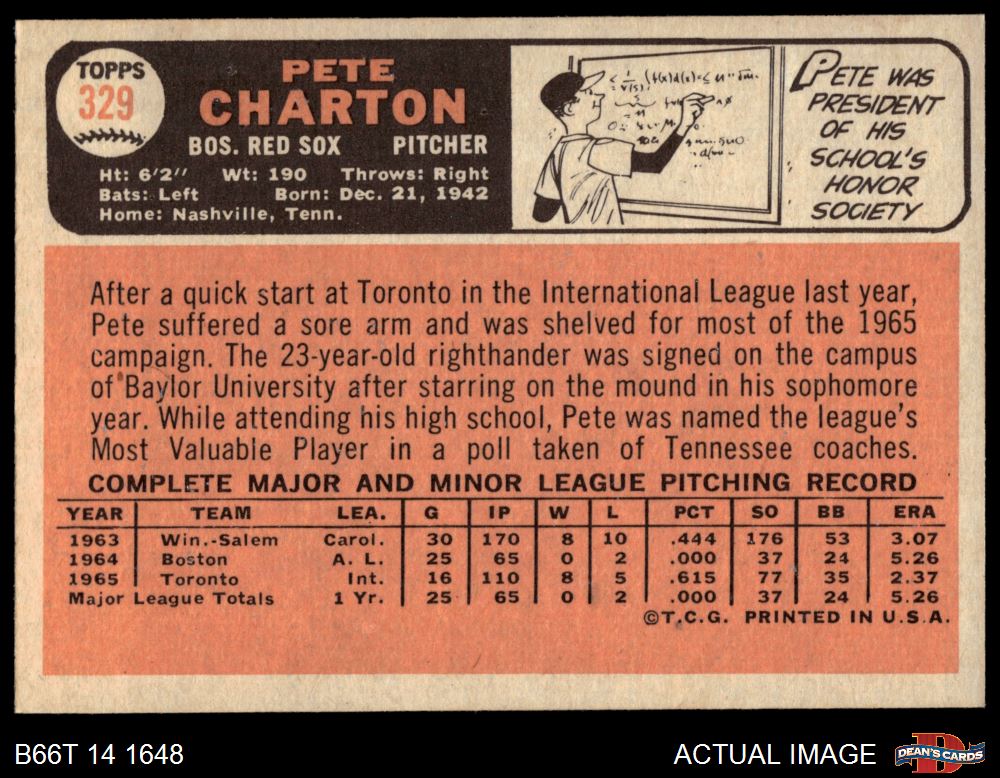 TOPPS
329
PETE
CHARTON
BOS. RED SOX PITCHER
Ht: 6'2" Wt: 190 Throws: Right
Bats: Left Born: Dec. 21, 1942
Home: Nashville, Tenn.
PETE WAS
PRESIDENT
OF HIS
SCHOOL'S
HONOR
SOCIETY
After a quick start at Toronto in the International League last year,
Pete suffered a sore arm and was shelved for most of the 1965
campaign. The 23-year-old righthander was signed on the campus
of Baylor University after starring on the mound in his sophomore
year. While attending his high school, Pete was named the league's
Most Valuable Player in a poll taken of Tennessee coaches.
COMPLETE MAJOR AND MINOR LEAGUE PITCHING RECORD
YEAR TEAM LEA. G IP W L PCT SO BB ERA
1963 Win.-Salem Carol. 30 170 8 10 .444 176 53 3.07
1964 Boston A. L. 25 65 0 2 .000 37 24 5.26
1965 Toronto Int. 16 110 8 5 .615 77 35 2.37
Major League Totals 1 Yr. 25 65 0 2 .000 37 24 5.26
©T.C.G. PRINTED IN U.S.A.
B66T 14 1648 ACTUAL IMAGE DEAN'S CARDS